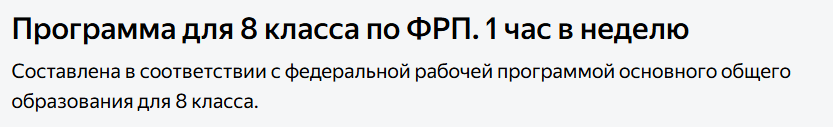 Программа для 8 класса по ФРП. 1 час в неделю
Составлена в соответствии с федеральной рабочей программой основного общего
образования для 8 класса.